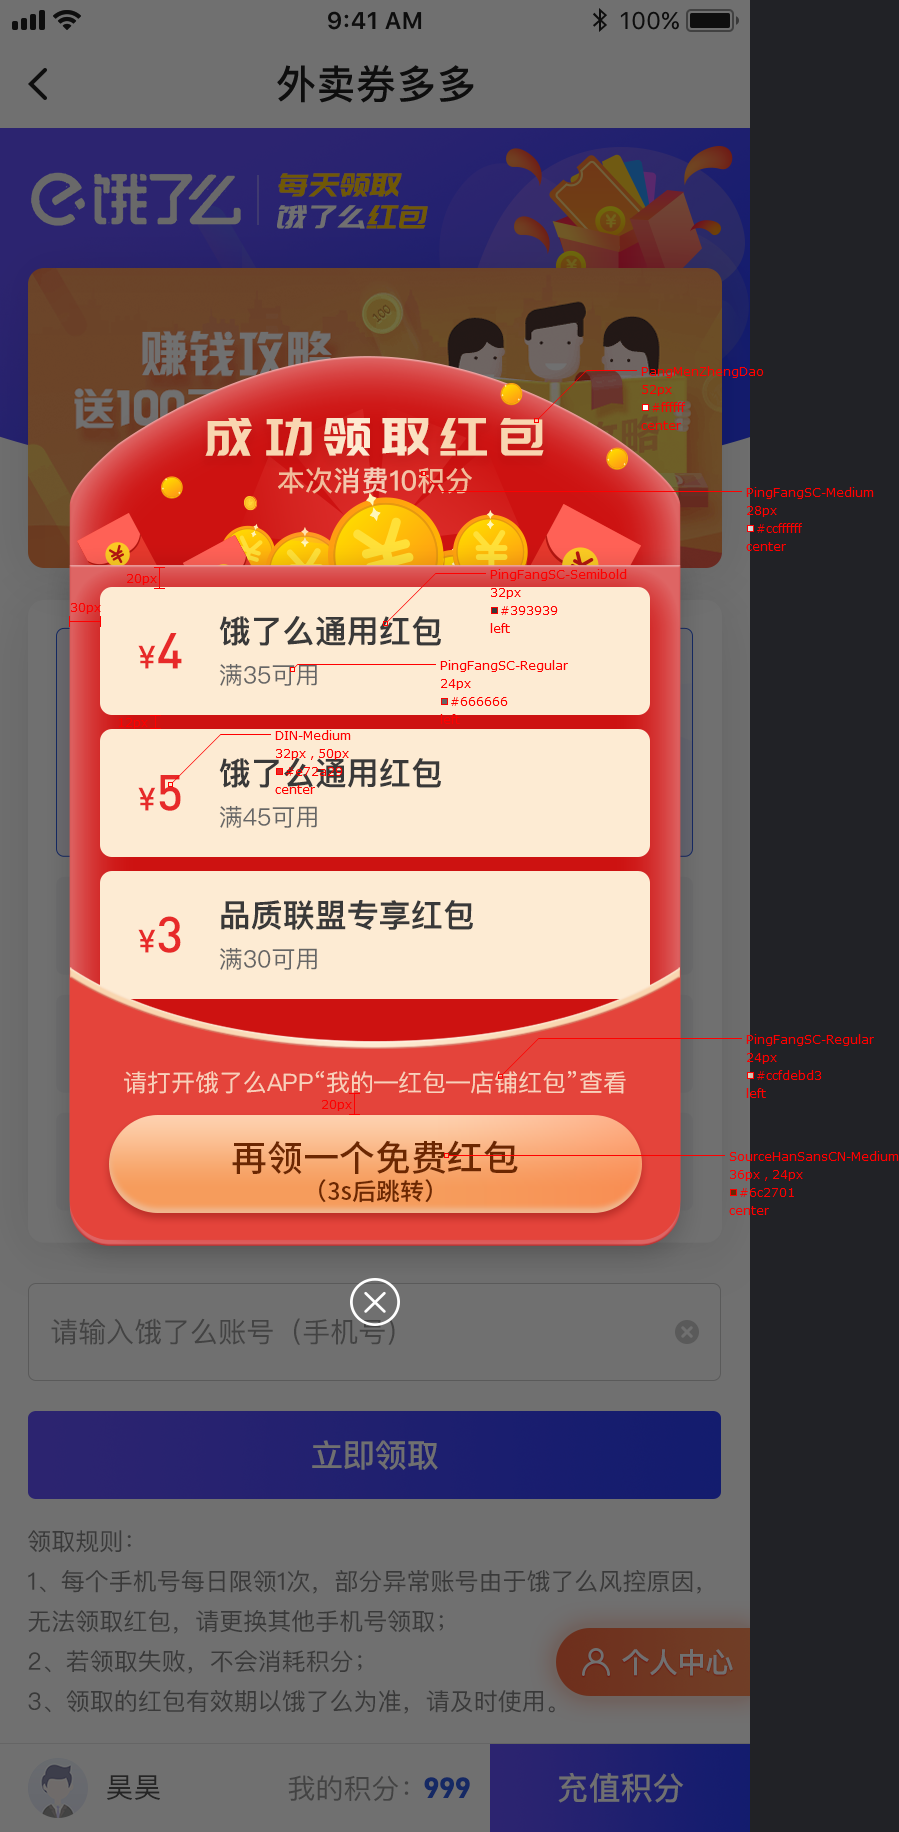 9:41 AM
100%
外卖券多多
饿了么
每天领取
饿了么红包
100
赚钱攻略
送100
攻略
PangMenZhengDao
52px
#ffffff
center
成功领取红包
本次消费10积分
PingFangSC-Medium
28px
#ccffffff
center
20px
30px
PingFangSC-Semibold
32px
#393939
left
¥4
饿了么通用红包
满35可用
PingFangSC-Regular
24px
#666666
DIN-Medium
32px , 50px
center
¥5
饿了么通用红包
满45可用
¥3
品质联盟专享红包
满30可用
PingFangSC-Regular
24px
#ccfdebd3
left
请打开饿了么APP“我的—红包—店铺红包”查看
20px
再领一个免费红包
（3s后跳转）
SourceHanSansCN-Medium
36px , 24px
#6c2701
center
请输入饿了么账号（手机号）
立即领取
领取规则：
1、每个手机号每日限领1次，部分异常账号由于饿了么风控原因，
无法领取红包，请更换其他手机号领取；
2、若领取失败，不会消耗积分；
3、领取的红包有效期以饿了么为准，请及时使用。
个人中心
昊昊
我的积分：999
充值积分